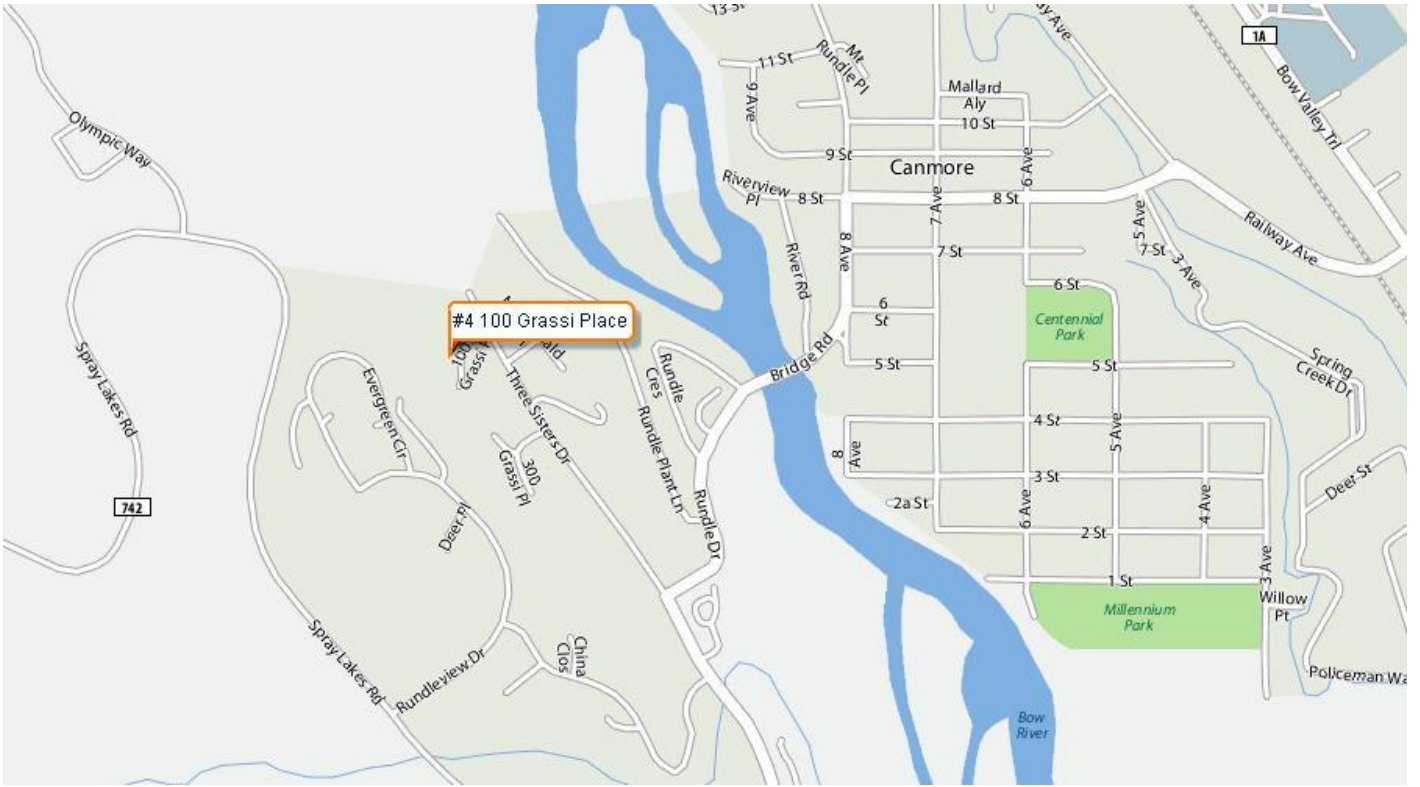 13 St
1A
11 St
Mt
Rundle Pl
9 Ave
Mallard
Aly
10 St
Bow Valley Trl
Olympic Way
9 St
Canmore
6 Ave
Riverview
Pl
8 St
8 St
7 Ave
5 Ave
Railway Ave
8 Ave
7 St
7 St
3 Ave
River Rd
6 St
6
St
#4 100 Grassi Place
Centennial
Park
100
Grassi
Spray Lakes Rd
Evergreen Cir
Three Sisters Dr
Rundle
Cres
Bridge Rd
5 St
5 St
Spring
Creek Dr
Rundle Plant Ln
4 St
5 Ave
8
Ave
300
Grassi Pl
3 St
Deer St
742
Deer Pl
Rundle Dr
2a St
6 Ave
4 Ave
2 St
3 Ave
1 St
Willow
Pt
Millennium
Park
Spray Lakes Rd
Rundleview Dr
China
Clos
Policeman Wa
Bow
River